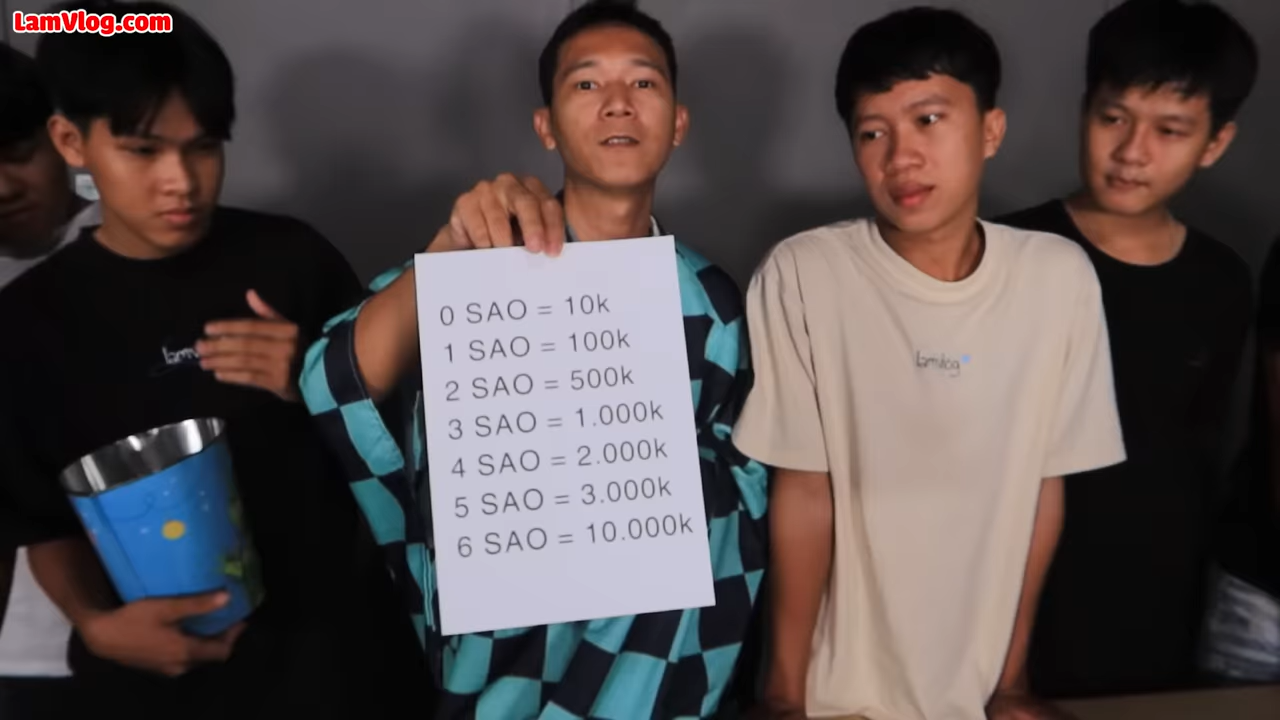 LamVlog.com
0 SAO = 10k
1 SAO = 100k
2 SAO = 500k
3 SAO = 1.000k
4 SAO = 2.000k
5 SAO = 3.000k
6 SAO = 10.000k
lamvlog